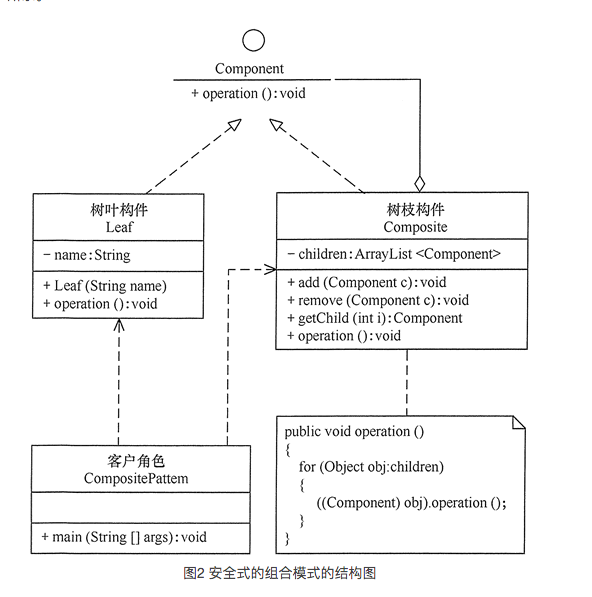 Component
+ operation ():void
树叶构件
Leaf
- name:String
+ Leaf (String name)
+ operation ():void
树枝构件
Composite
- children:ArrayList <Component>
+ add (Component c):void
+ remove (Component c):void
+ getChild (int i):Component
+ operation ():void
客户角色
CompositePattem
+ main (String [] args):void
public void operation ()
{
for (Object obj:children)
{
((Component) obj).operation ();
}
}
图2 安全式的组合模式的结构图